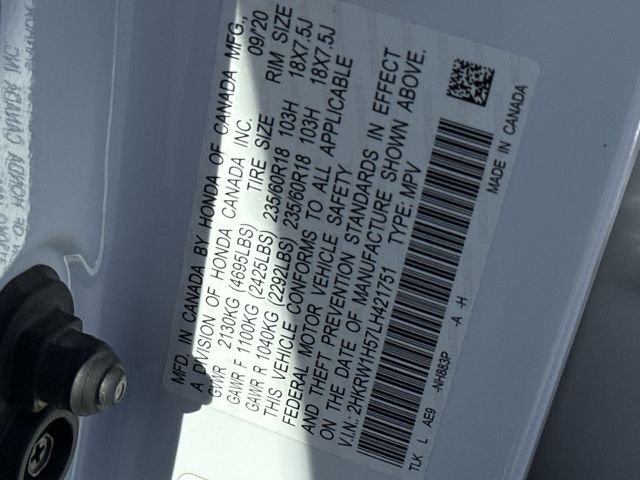 MFD. IN CANADA BY HONDA OF CANADA MFG.,
A DIVISION OF HONDA CANADA INC. 09/20
GVWR 2130KG (4695LBS) TIRE SIZE RIM SIZE
GAWR F 1100KG (2425LBS) 235/60R18 103H 18X7.5J
GAWR R 1040KG (2292LBS) 235/60R18 103H 18X7.5J
THIS VEHICLE CONFORMS TO ALL APPLICABLE
FEDERAL MOTOR VEHICLE SAFETY
AND THEFT PREVENTION STANDARDS IN EFFECT
ON THE DATE OF MANUFACTURE SHOWN ABOVE.
V.I.N: 2HKRW1H57LH421751 TYPE: MPV
TLK L AE9 -NH883P -A -H MADE IN CANADA